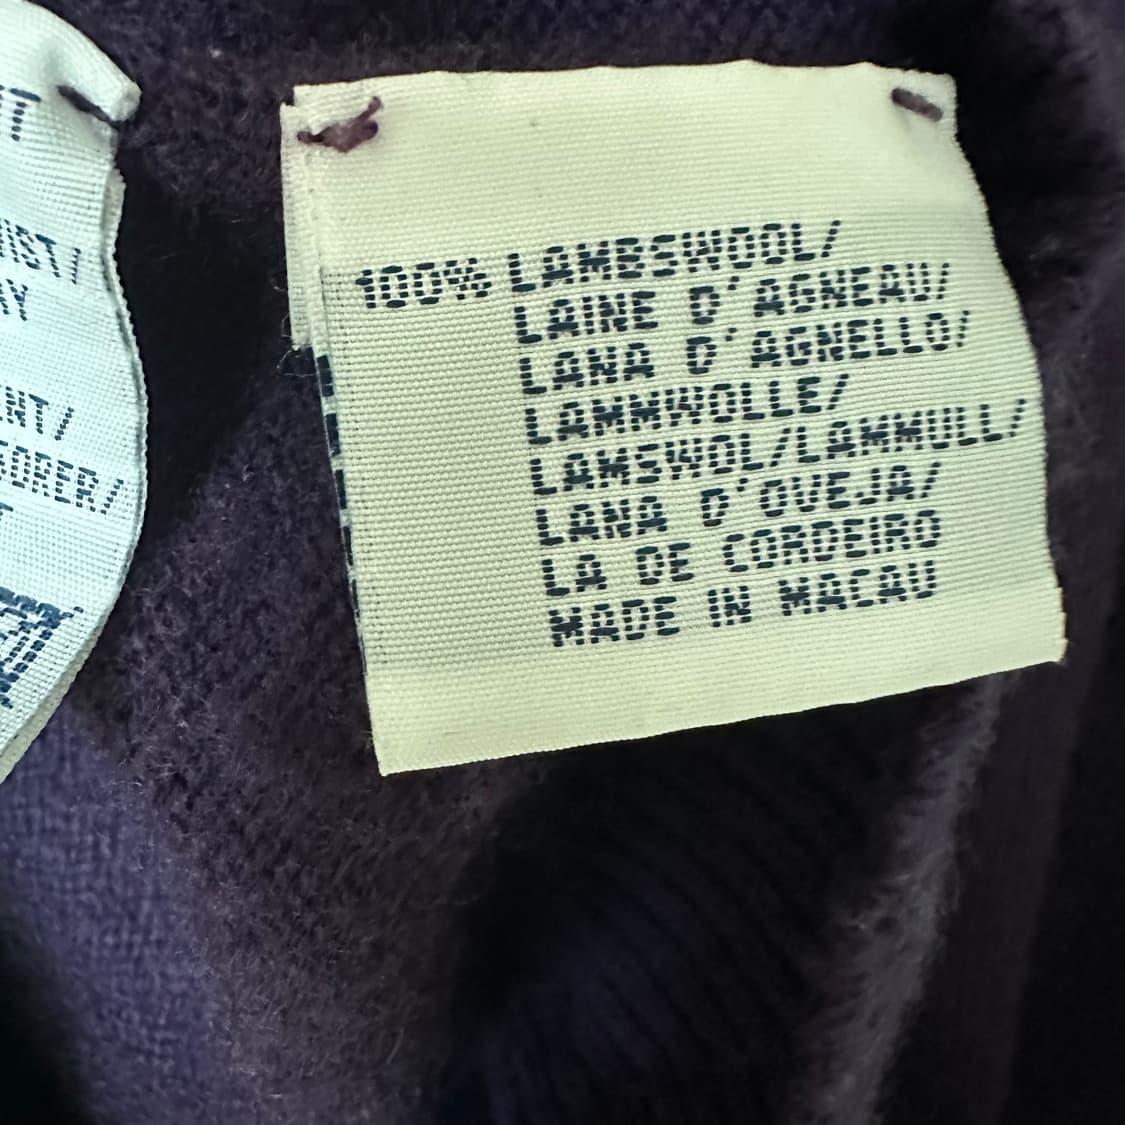 100% LAMBSWOOL/
LAINE D'AGNEAU/
LANA D'AGNELLO/
LAMMWOLLE/
LAMSWOL/LAMMULL/
LANA D'OVEJA/
LA DE CORDEIRO
MADE IN MACAU